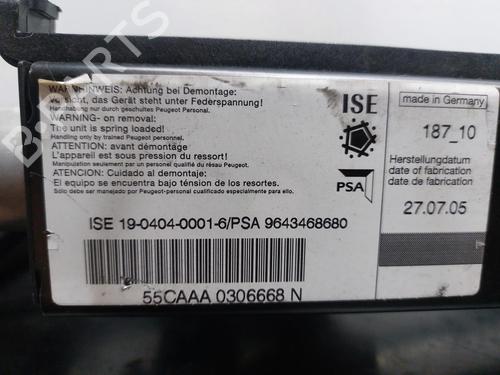 B-PARTS
WARNHINWEIS: Achtung bei Demontage:
Vorsicht, das Gerät steht unter Federspannung!
Handhabung nur durch geschultes Peugeot Personal.
WARNING- on removal:
The unit is spring loaded!
Handling only by trained Peugeot Personnel.
ATTENTION: avant démontage
L'appareil est sous pression du ressort!
Manipulation seulement par un personnel qualifié du réseau Peugeot.
ATENCION: Cuidado al demontaje:
El equipo se encuentra bajo ténsion de los resortes.
Sólo debe ser manejado por Peugeot-personal cualificado especialmente para ello.
ISE
PSA
made in Germany
187_10
Herstellungdatum
date of fabrication
date de fabrication
27.07.05
ISE 19-0404-0001-6/PSA 9643468680
55CAAA 0306668 N